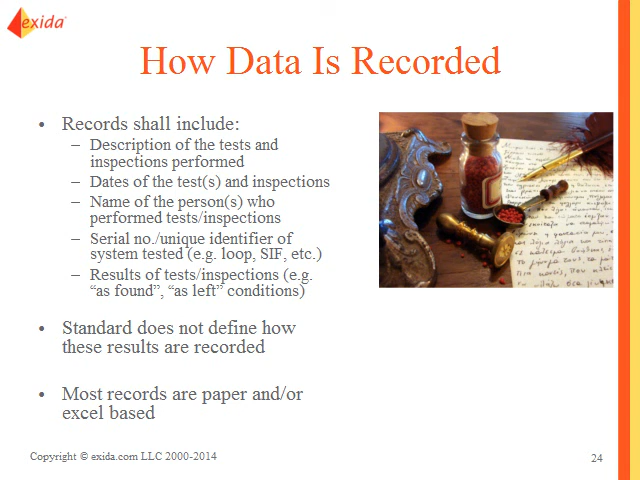 exida
How Data Is Recorded
• Records shall include:
– Description of the tests and
inspections performed
– Dates of the test(s) and inspections
– Name of the person(s) who
performed tests/inspections
– Serial no./unique identifier of
system tested (e.g. loop, SIF, etc.)
– Results of tests/inspections (e.g.
“as found”, “as left” conditions)
• Standard does not define how
these results are recorded
• Most records are paper and/or
excel based
Copyright © exida.com LLC 2000-2014
24